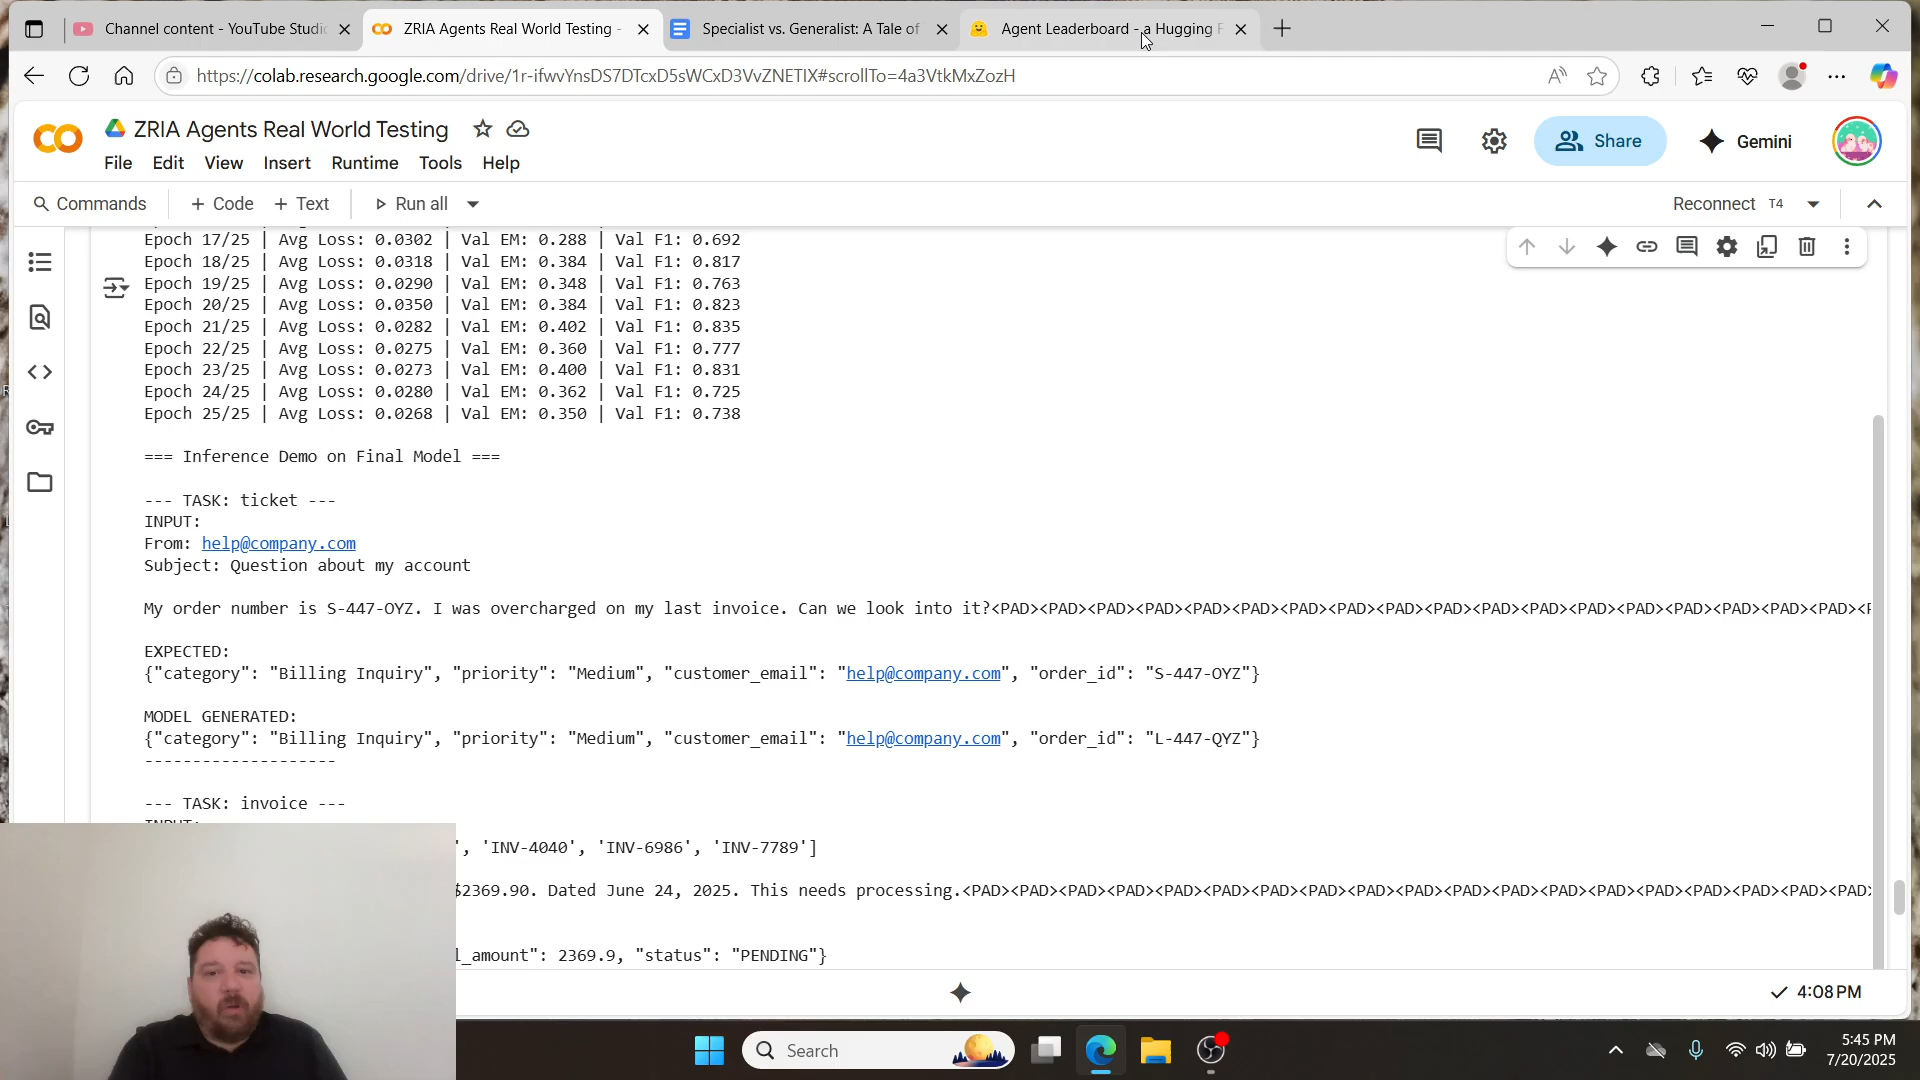 Channel content - YouTube Studio
ZRIA Agents Real World Testing -
Specialist vs. Generalist: A Tale of
Agent Leaderboard - a Hugging F
https://colab.research.google.com/drive/1r-ifwvYnsDS7DTcxD5sWCxD3VvZNETIX#scrollTo=4a3VtkMxZozH
ZRIA Agents Real World Testing
Share
Gemini
File Edit View Insert Runtime Tools Help
Commands + Code + Text Run all
Reconnect T4
Epoch 17/25 | Avg Loss: 0.0302 | Val EM: 0.288 | Val F1: 0.692
Epoch 18/25 | Avg Loss: 0.0318 | Val EM: 0.384 | Val F1: 0.817
Epoch 19/25 | Avg Loss: 0.0290 | Val EM: 0.348 | Val F1: 0.763
Epoch 20/25 | Avg Loss: 0.0350 | Val EM: 0.384 | Val F1: 0.823
Epoch 21/25 | Avg Loss: 0.0282 | Val EM: 0.402 | Val F1: 0.835
Epoch 22/25 | Avg Loss: 0.0275 | Val EM: 0.360 | Val F1: 0.777
Epoch 23/25 | Avg Loss: 0.0273 | Val EM: 0.400 | Val F1: 0.831
Epoch 24/25 | Avg Loss: 0.0280 | Val EM: 0.362 | Val F1: 0.725
Epoch 25/25 | Avg Loss: 0.0268 | Val EM: 0.350 | Val F1: 0.738
=== Inference Demo on Final Model ===
--- TASK: ticket ---
INPUT:
From: help@company.com
Subject: Question about my account
My order number is S-447-OYZ. I was overcharged on my last invoice. Can we look into it?<PAD><PAD><PAD><PAD><PAD><PAD><PAD><PAD><PAD><PAD><PAD><PAD><PAD><PAD><PAD><PAD><PAD><PAD><P
EXPECTED:
{"category": "Billing Inquiry", "priority": "Medium", "customer_email": "help@company.com", "order_id": "S-447-OYZ"}
MODEL GENERATED:
{"category": "Billing Inquiry", "priority": "Medium", "customer_email": "help@company.com", "order_id": "L-447-QYZ"}
--------------------
--- TASK: invoice ---
', 'INV-4040', 'INV-6986', 'INV-7789']
$2369.90. Dated June 24, 2025. This needs processing.<PAD><PAD><PAD><PAD><PAD><PAD><PAD><PAD><PAD><PAD><PAD><PAD><PAD><PAD><PAD><PAD><PAD><PAD><PAD>
l_amount": 2369.9, "status": "PENDING"}
4:08 PM
Search
5:45 PM
7/20/2025